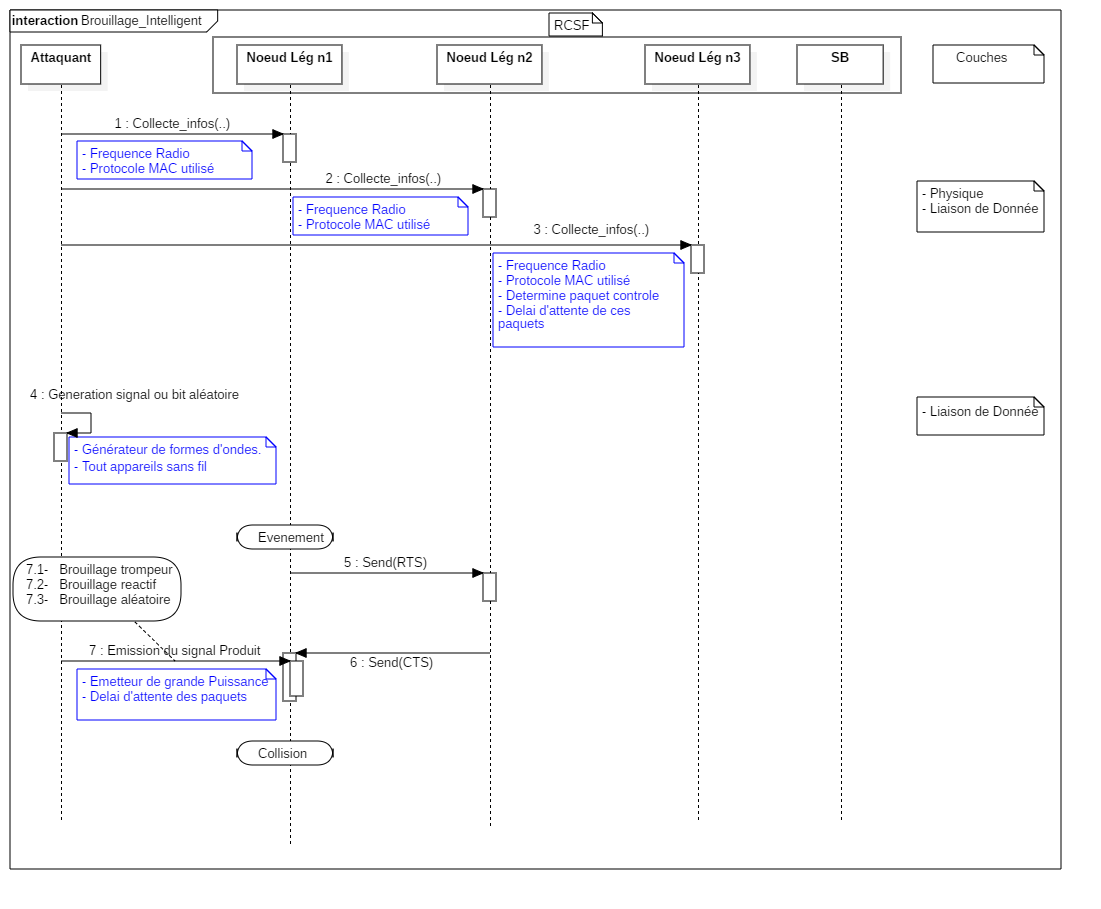 interaction Brouillage_Intelligent
RCSF
Attaquant
Noeud Lég n1
Noeud Lég n2
Noeud Lég n3
SB
Couches
1 : Collecte_infos(..)
- Frequence Radio
- Protocole MAC utilisé
2 : Collecte_infos(..)
- Frequence Radio
- Protocole MAC utilisé
- Physique
- Liaison de Donnée
3 : Collecte_infos(..)
- Frequence Radio
- Protocole MAC utilisé
- Determine paquet controle
- Delai d'attente de ces
paquets
4 : Generation signal ou bit aléatoire
- Liaison de Donnée
- Générateur de formes d'ondes.
- Tout appareils sans fil
Evenement
5 : Send(RTS)
7.1- Brouillage trompeur
7.2- Brouillage reactif
7.3- Brouillage aléatoire
7 : Emission du signal Produit
6 : Send(CTS)
- Emetteur de grande Puissance
- Delai d'attente des paquets
Collision